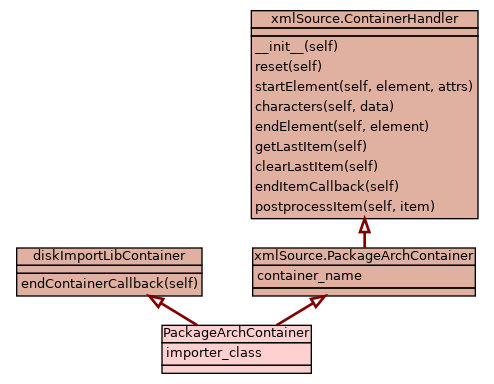 xmlSource.ContainerHandler
__init__(self)
reset(self)
startElement(self, element, attrs)
characters(self, data)
endElement(self, element)
getLastItem(self)
clearLastItem(self)
endItemCallback(self)
postprocessItem(self, item)
diskImportLibContainer
endContainerCallback(self)
xmlSource.PackageArchContainer
container_name
PackageArchContainer
importer_class